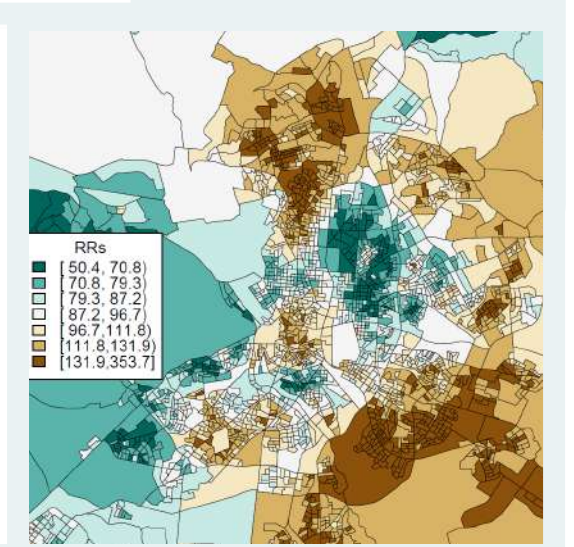 RRs
[ 50.4, 70.8)
[ 70.8, 79.3)
[ 79.3, 87.2)
[ 87.2, 96.7)
[ 96.7,111.8)
[111.8,131.9)
[131.9,353.7]